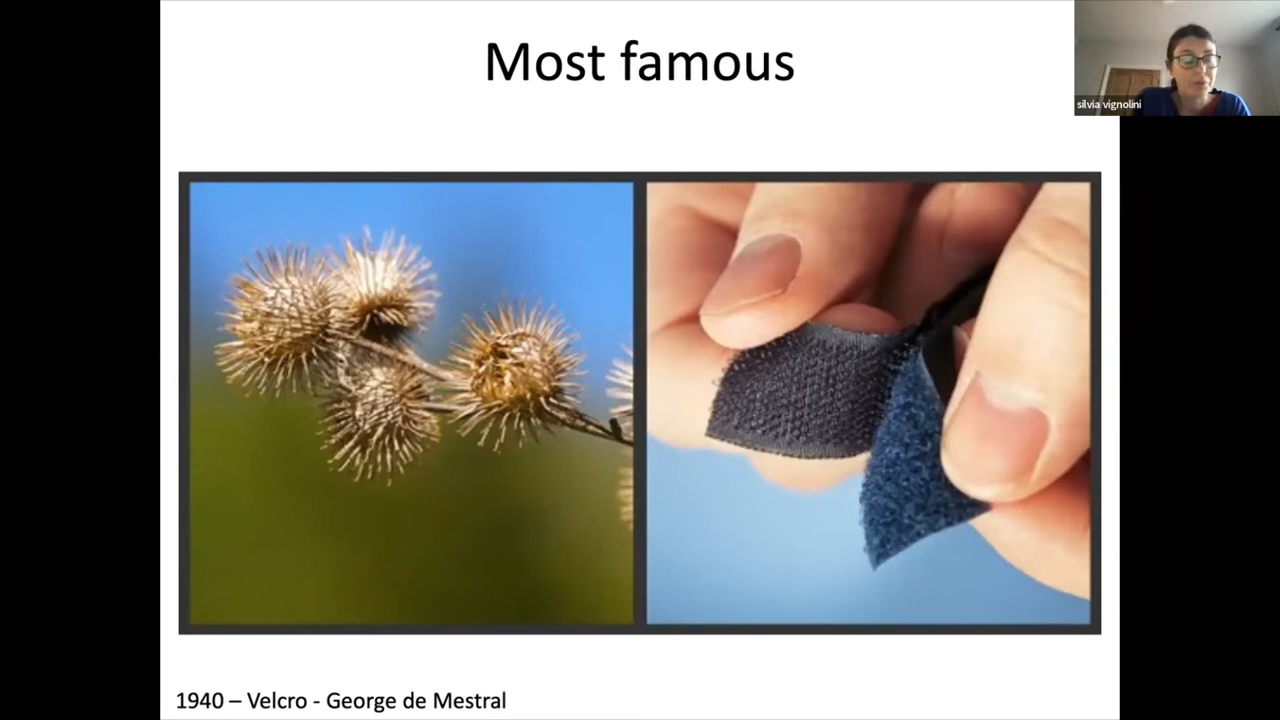 Most famous
silvia vignolini
1940 – Velcro - George de Mestral